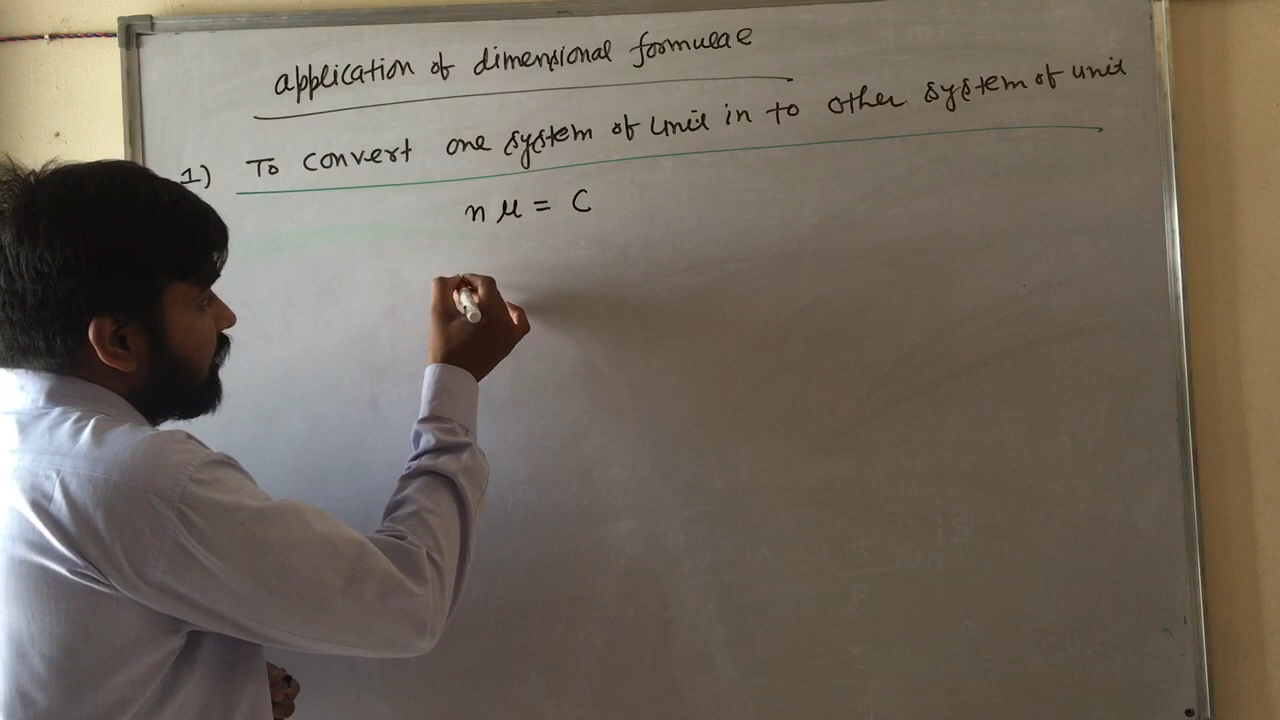 application of dimensional formulae
1) To convert one system of unit in to other system of unit
n μ = C